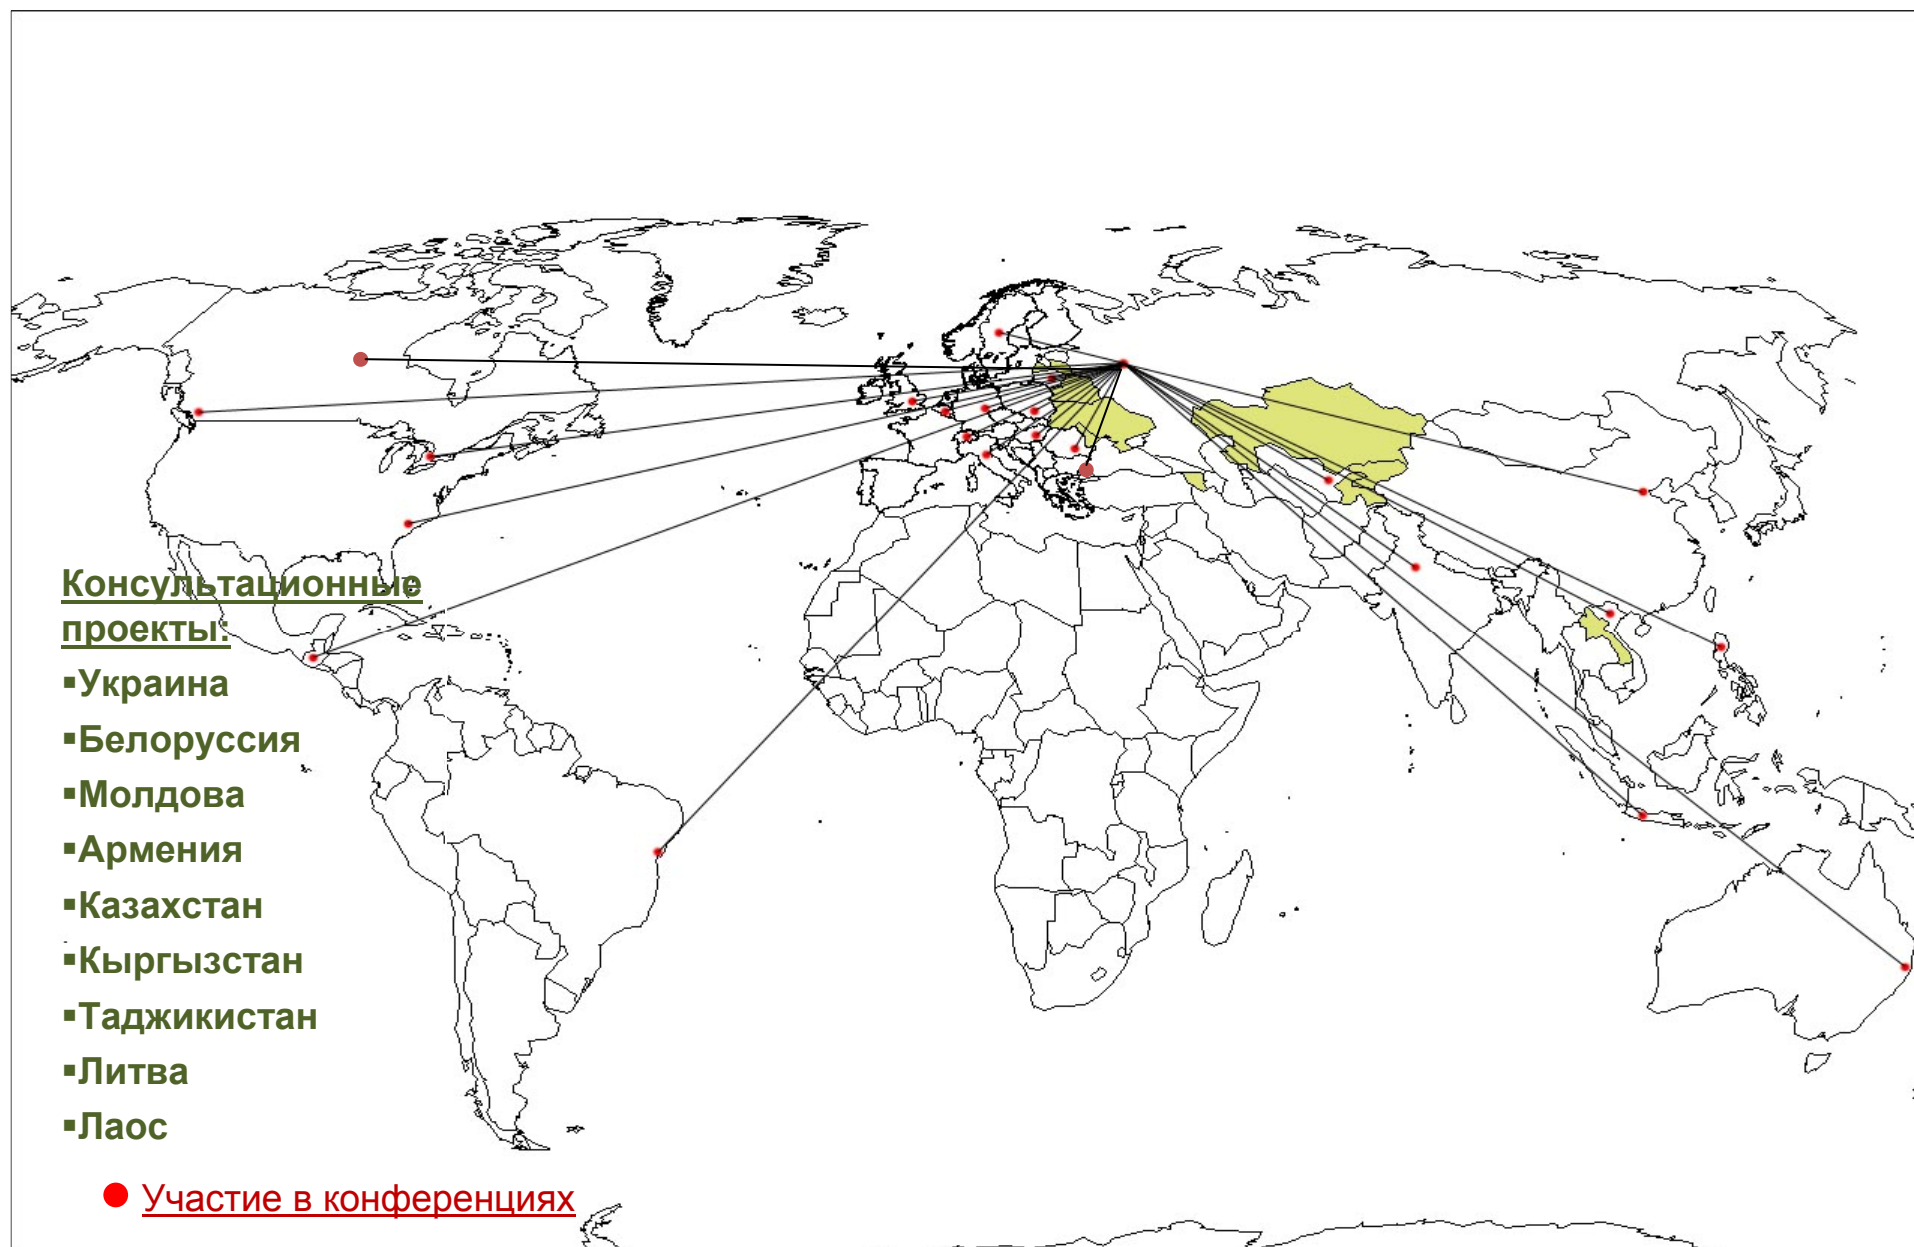 Консультационные
проекты:
▪Украина
▪Белоруссия
▪Молдова
▪Армения
▪Казахстан
▪Кыргызстан
▪Таджикистан
▪Литва
▪Лаос
Участие в конференциях